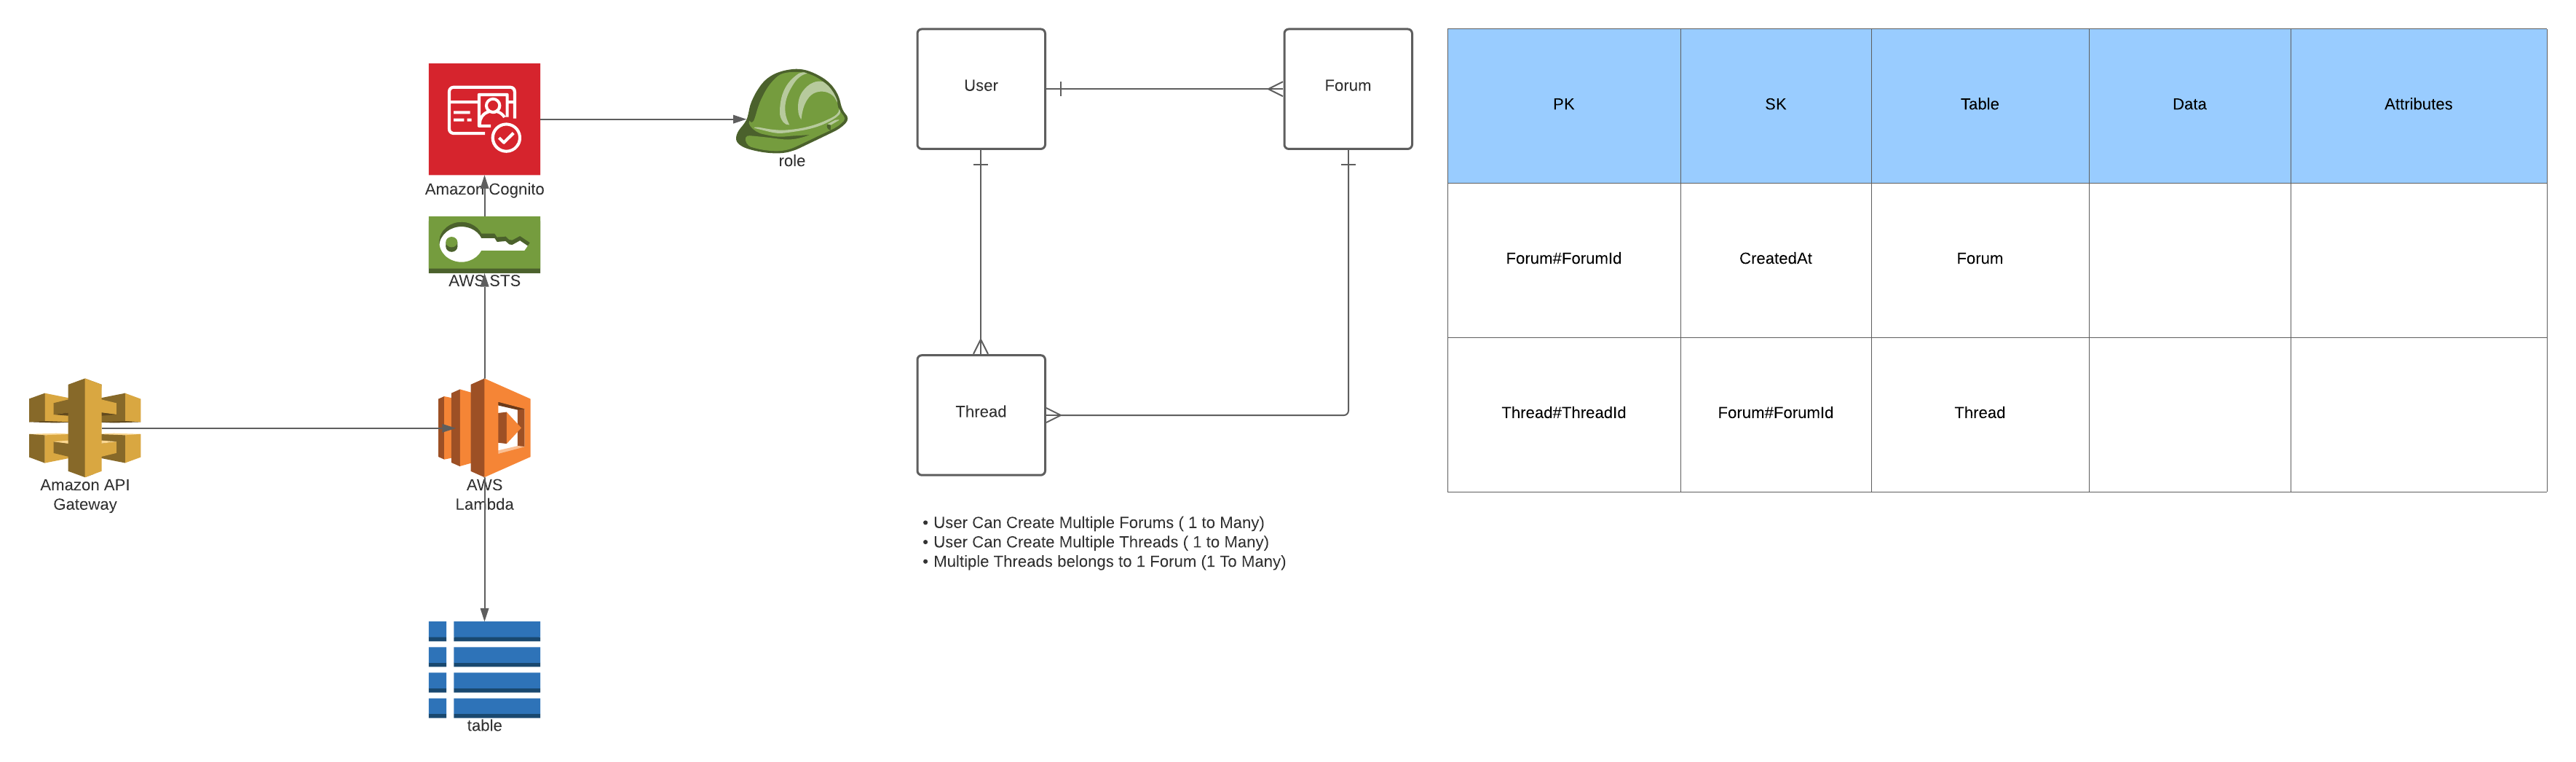 Amazon Cognito
role
AWS STS
Amazon API
Gateway
AWS
Lambda
table
User
Forum
Thread
• User Can Create Multiple Forums ( 1 to Many)
• User Can Create Multiple Threads ( 1 to Many)
• Multiple Threads belongs to 1 Forum (1 To Many)
PK SK Table Data Attributes
Forum#ForumId CreatedAt Forum
Thread#ThreadId Forum#ForumId Thread